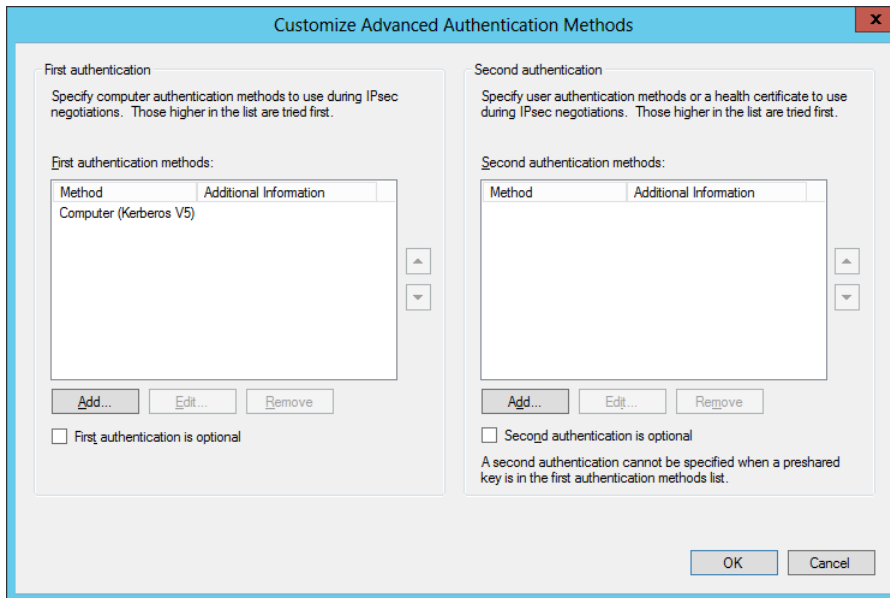 Customize Advanced Authentication Methods
x
First authentication
Specify computer authentication methods to use during IPsec
negotiations. Those higher in the list are tried first.
First authentication methods:
Method Additional Information
Computer (Kerberos V5)
Add... Edit... Remove
First authentication is optional
Second authentication
Specify user authentication methods or a health certificate to use
during IPsec negotiations. Those higher in the list are tried first.
Second authentication methods:
Method Additional Information
Add... Edit... Remove
Second authentication is optional
A second authentication cannot be specified when a preshared
key is in the first authentication methods list.
OK Cancel